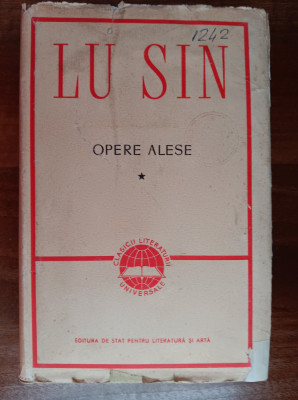 LU SIN
1242
OPERE ALESE
★
CLASICII LITERATURII
UNIVERSALE
EDITURA DE STAT PENTRU LITERATURĂ ȘI ARTĂ